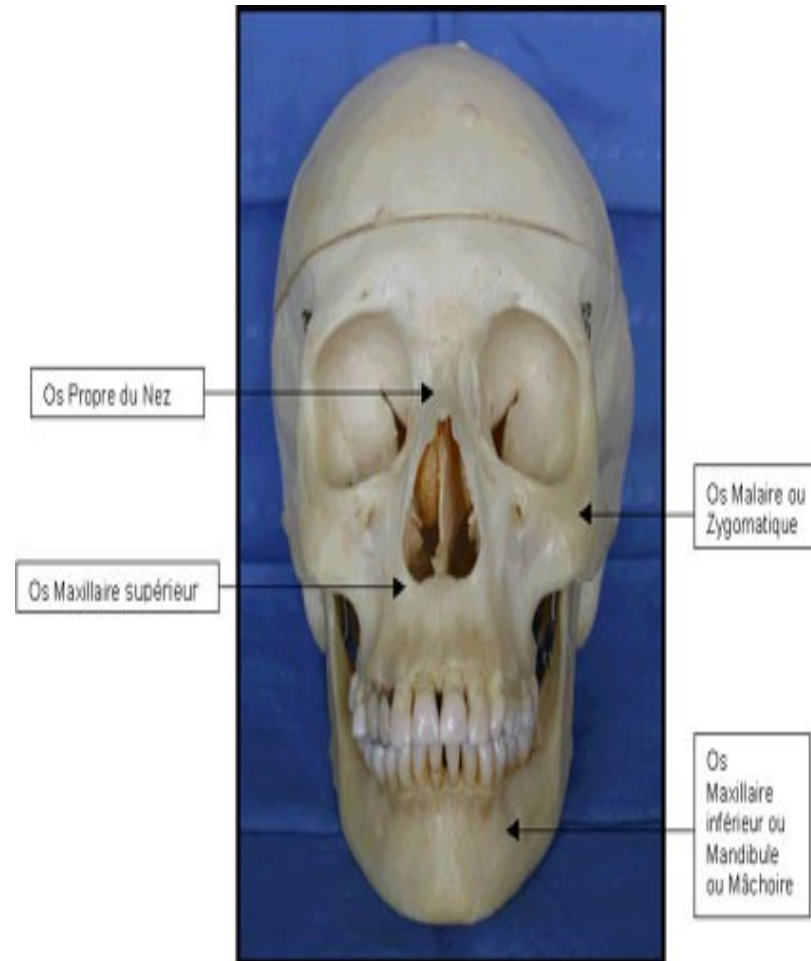 Os Propre du Nez
Os Malaire ou
Zygomatique
Os Maxillaire supérieur
Os
Maxillaire
inférieur ou
Mandibule
ou Mâchoire